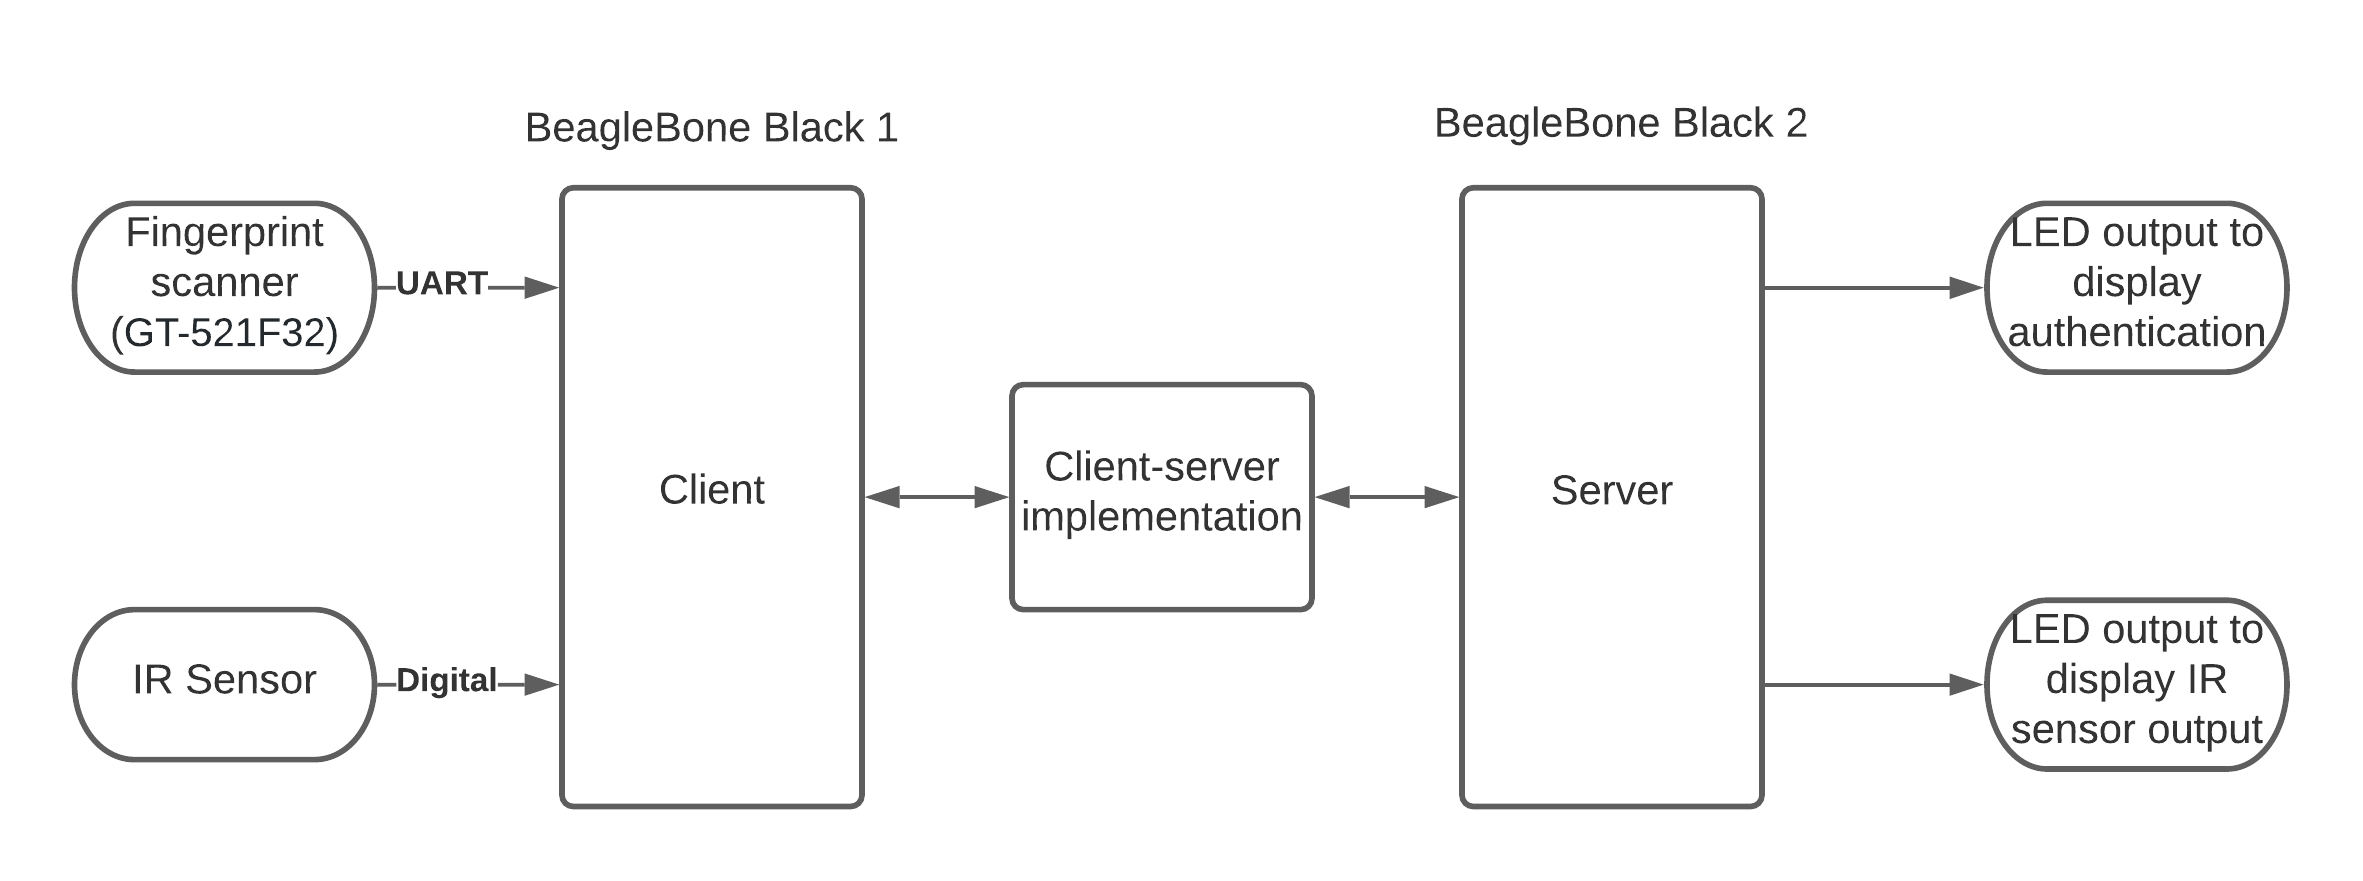 BeagleBone Black 1
BeagleBone Black 2
Fingerprint
scanner
(GT-521F32)
UART
LED output to
display
authentication
Client
Client-server
implementation
Server
IR Sensor
Digital
LED output to
display IR
sensor output